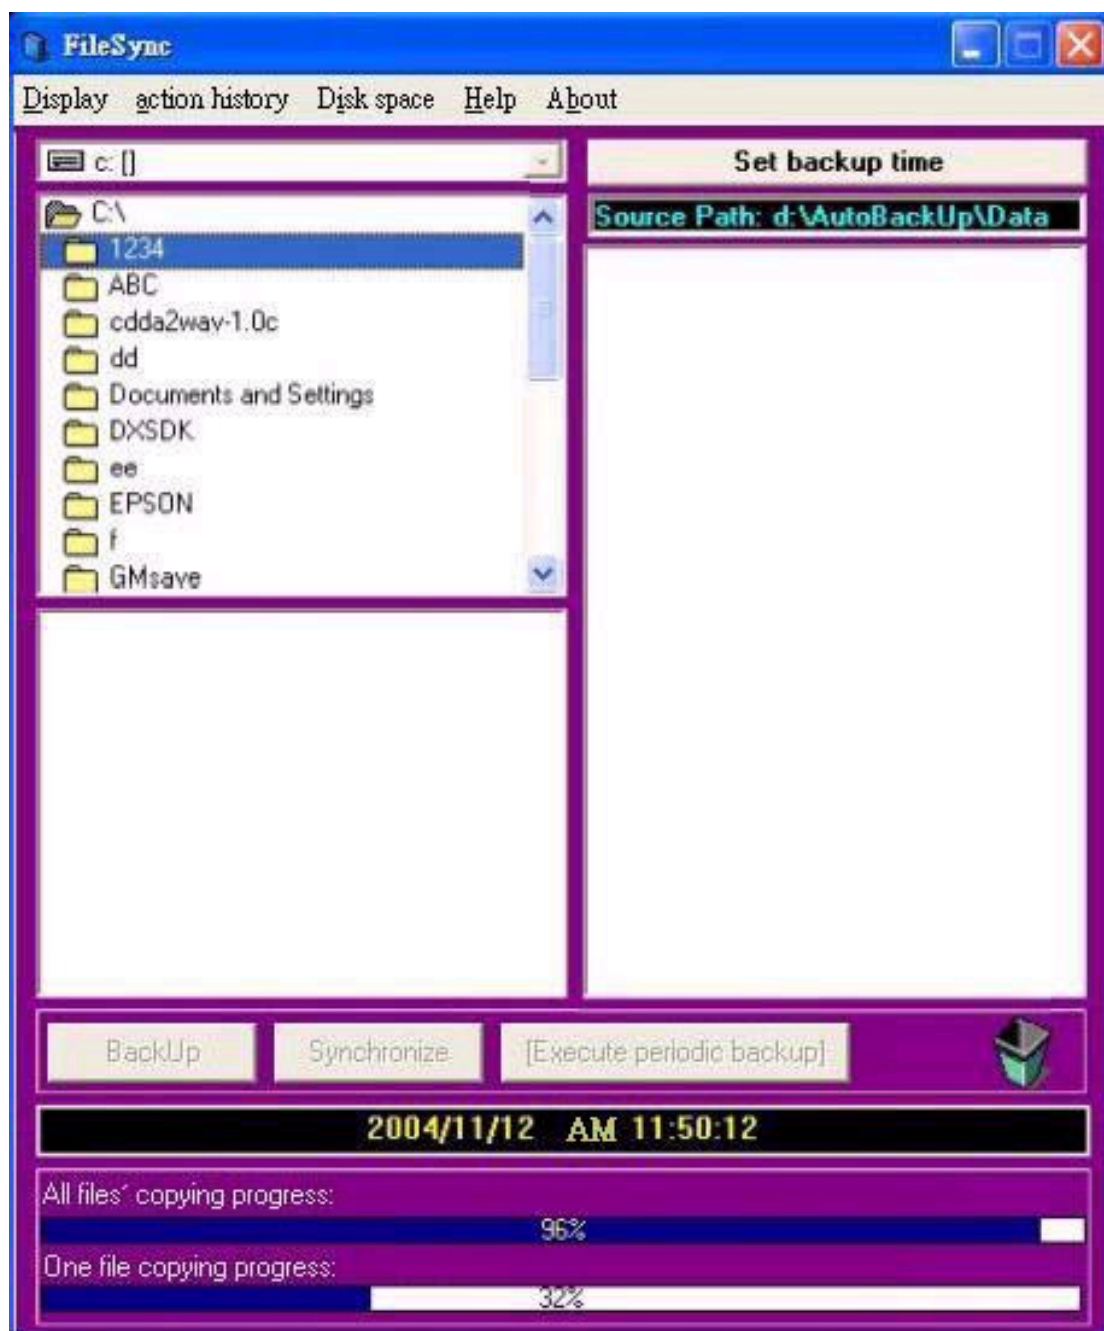 FileSync
Display action history Disk space Help About
c: []
Set backup time
C:\
Source Path: d:\AutoBackUp\Data
1234
ABC
cdda2wav-1.0c
dd
Documents and Settings
DXSDK
ee
EPSON
f
GMsave
BackUp Synchronize [Execute periodic backup]
2004/11/12 AM 11:50:12
All files´ copying progress:
96%
One file copying progress:
32%